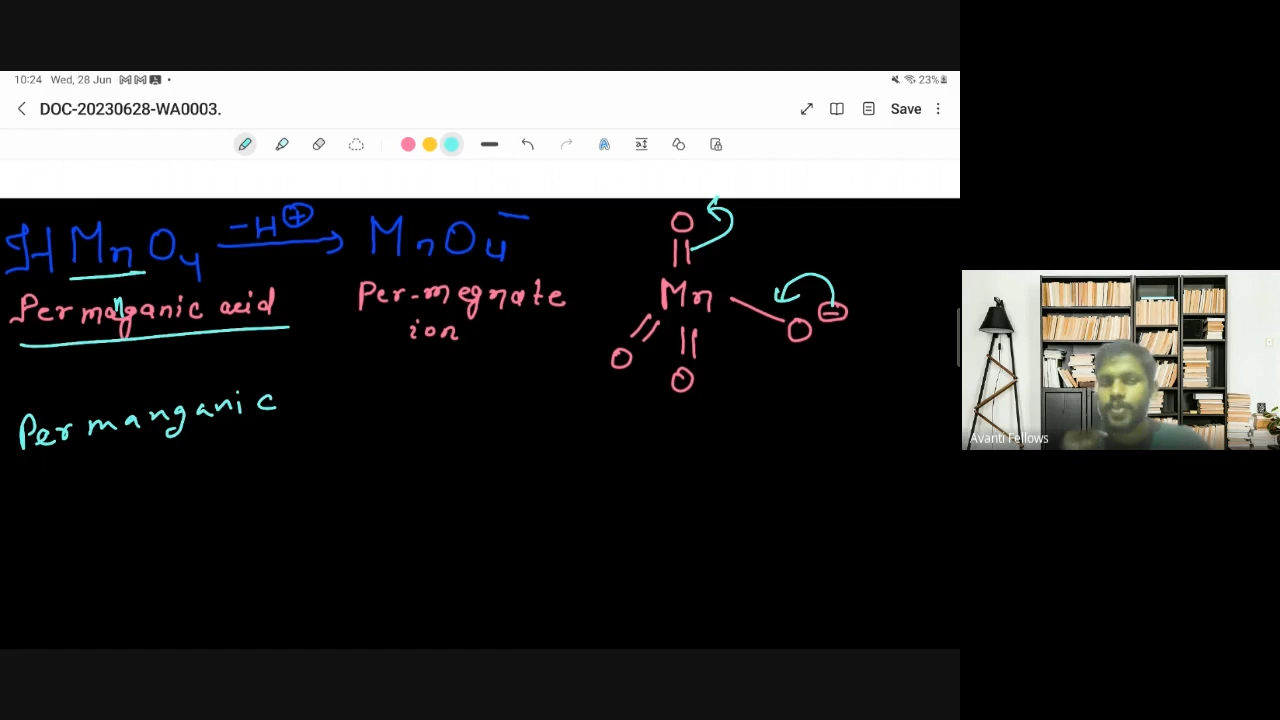 10:24 Wed, 28 Jun
23%
DOC-20230628-WA0003.
Save
HMnO4 -H⊕ → MnO4⁻
Permanganic acid
Per-megnate
ion
O
Mn
O ⊖
O
O
Permanganic
Avanti Fellows